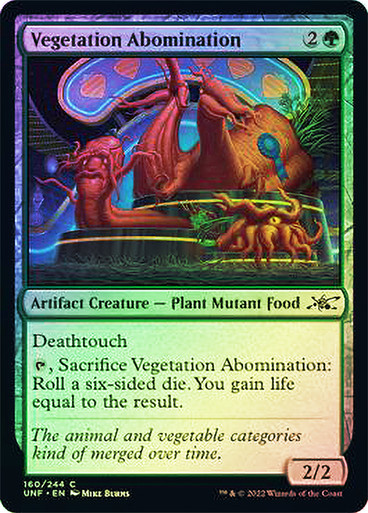 Vegetation Abomination 2
Artifact Creature — Plant Mutant Food
Deathtouch
, Sacrifice Vegetation Abomination:
Roll a six-sided die. You gain life
equal to the result.
The animal and vegetable categories
kind of merged over time.
2/2
160/244 C
UNF • EN Mike Burns
™ & © 2022 Wizards of the Coast